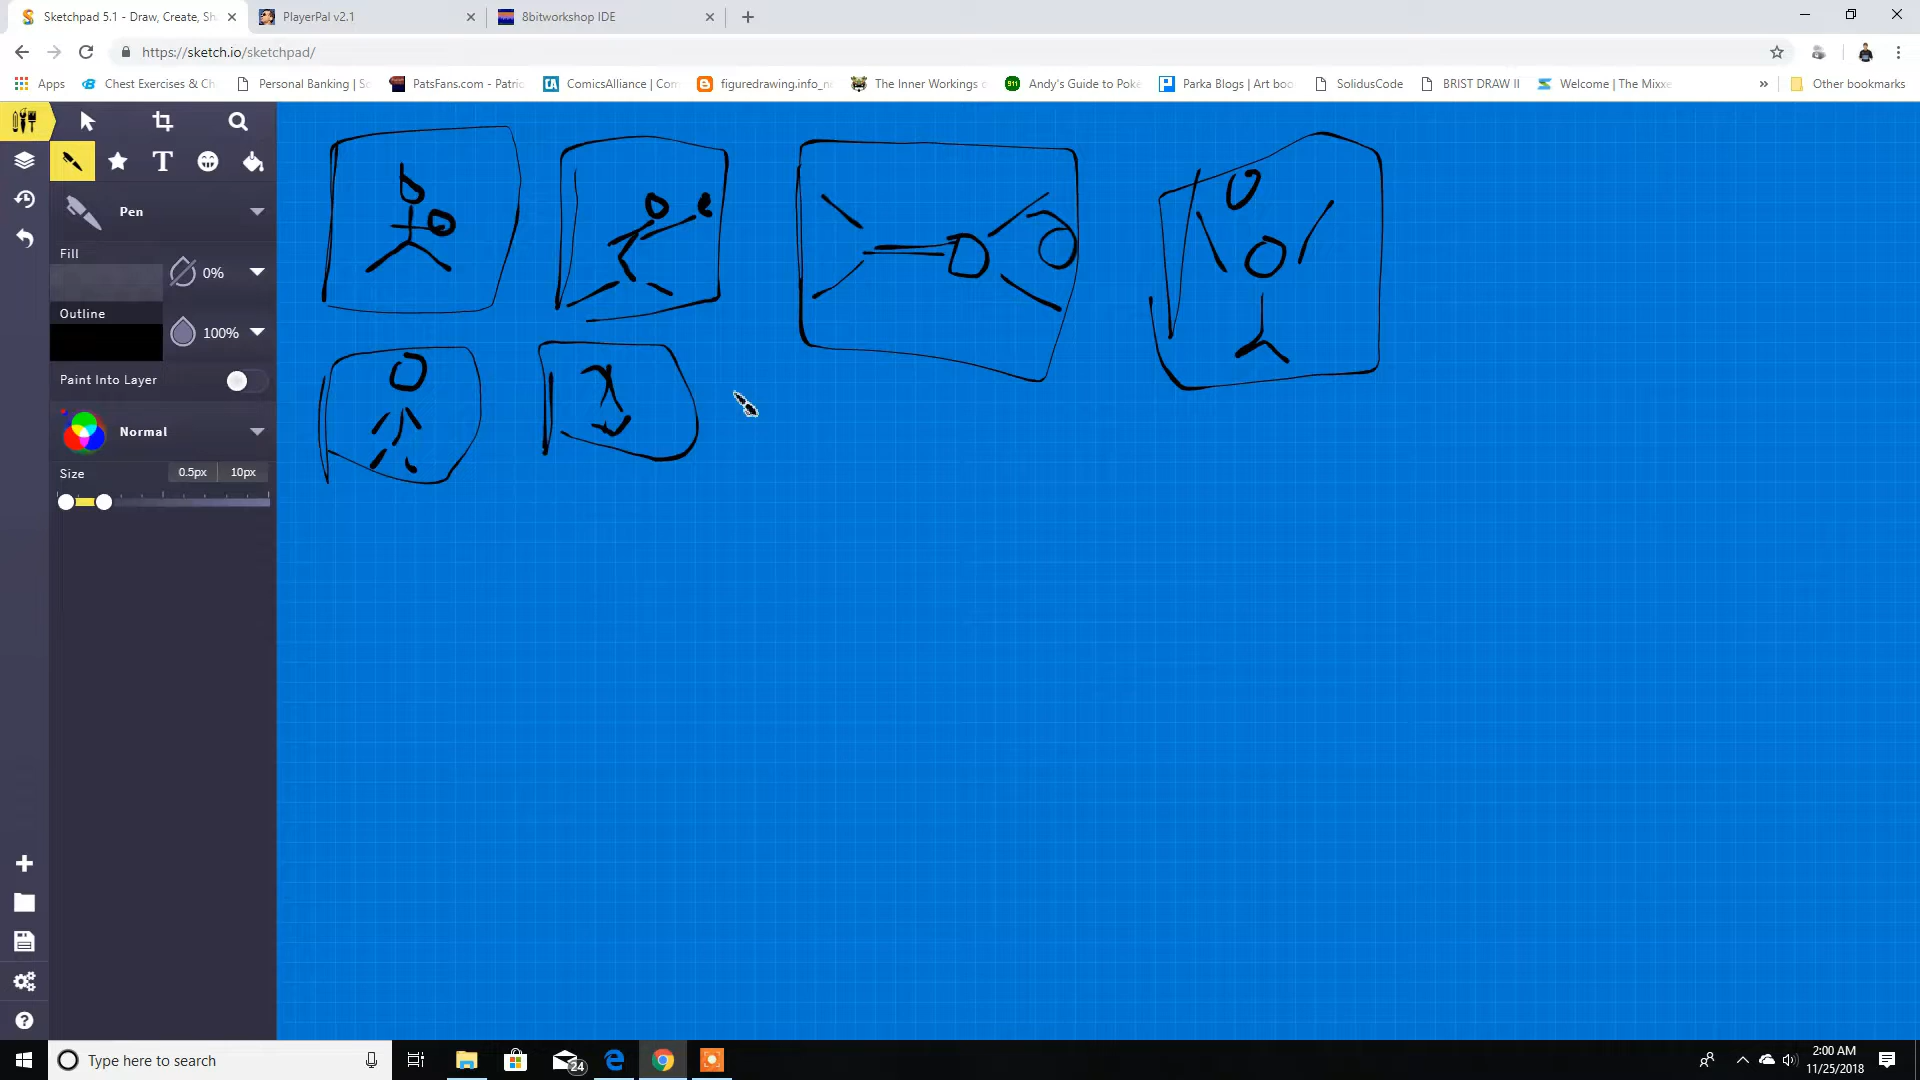 Sketchpad 5.1 - Draw, Create, Sh
PlayerPal v2.1
8bitworkshop IDE
https://sketch.io/sketchpad/
Apps
Chest Exercises & Ch
Personal Banking | Sc
PatsFans.com - Patric
ComicsAlliance | Com
figuredrawing.info_ne
The Inner Workings o
Andy's Guide to Poke
Parka Blogs | Art boo
SolidusCode
BRIST DRAW II
Welcome | The Mixxe
»
Other bookmarks
T
Pen
Fill
0%
Outline
100%
Paint Into Layer
Normal
Size
0.5px
10px
Type here to search
24
2:00 AM
11/25/2018